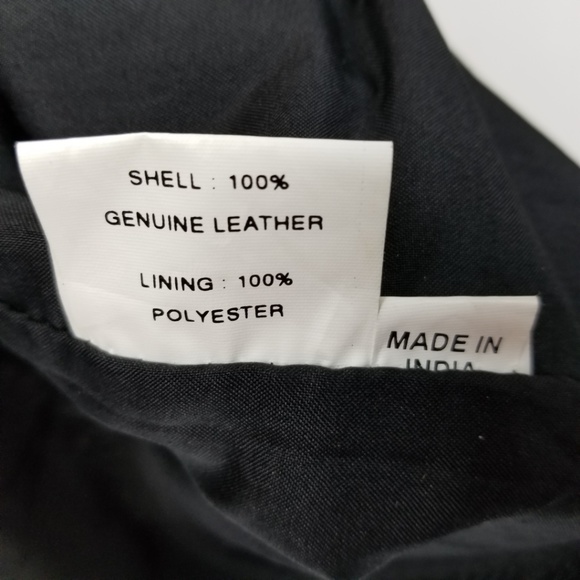 SHELL : 100%
GENUINE LEATHER
LINING : 100%
POLYESTER
MADE IN
INDIA